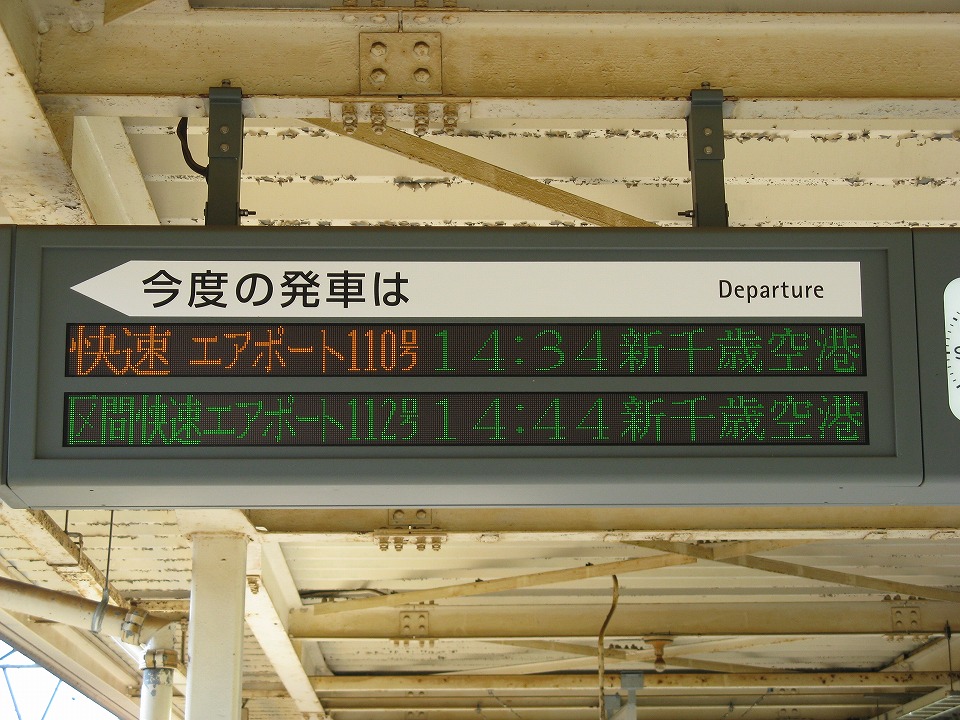 今度の発車は Departure
快速 エアポート110号 14:34 新千歳空港
区間快速エアポート112号 14:44 新千歳空港